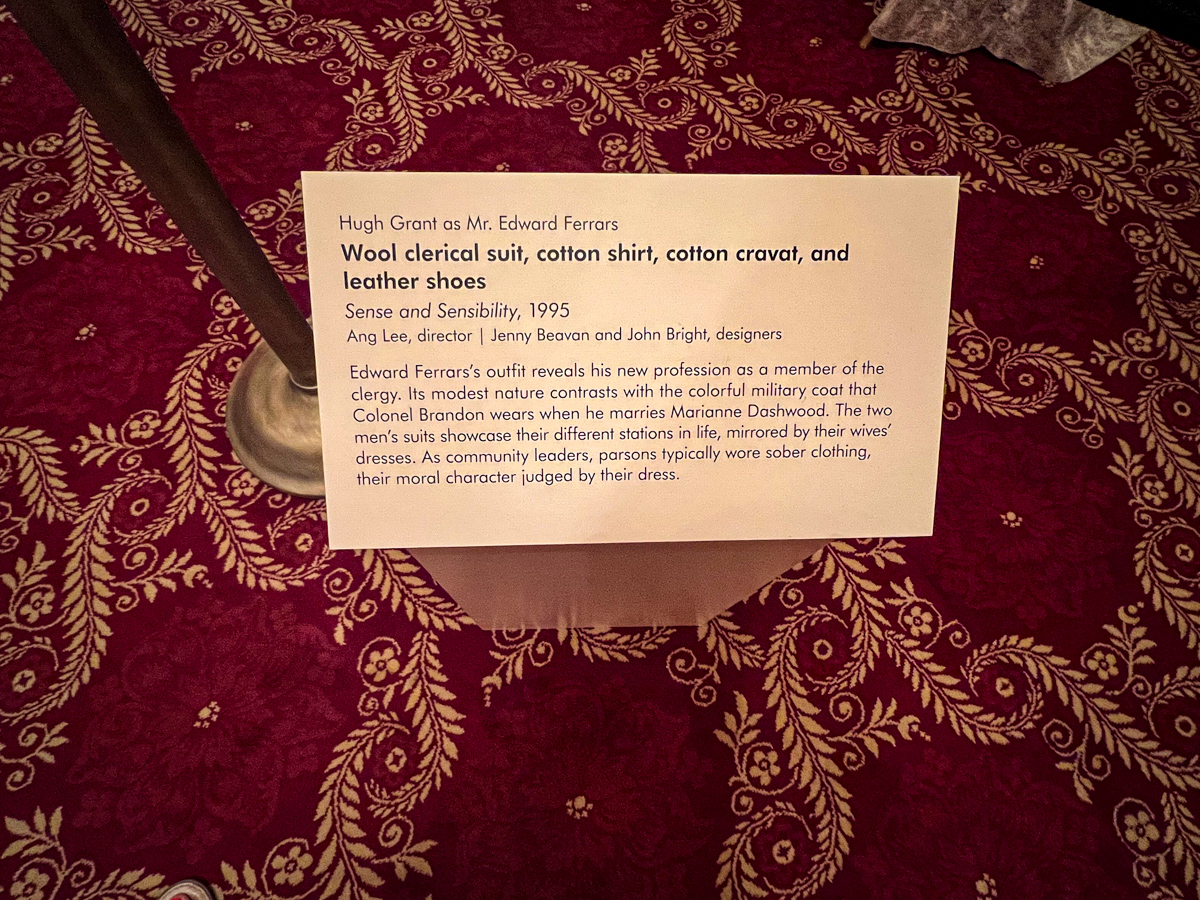 Hugh Grant as Mr. Edward Ferrars
Wool clerical suit, cotton shirt, cotton cravat, and
leather shoes
Sense and Sensibility, 1995
Ang Lee, director | Jenny Beavan and John Bright, designers
Edward Ferrars’s outfit reveals his new profession as a member of the
clergy. Its modest nature contrasts with the colorful military coat that
Colonel Brandon wears when he marries Marianne Dashwood. The two
men’s suits showcase their different stations in life, mirrored by their wives’
dresses. As community leaders, parsons typically wore sober clothing,
their moral character judged by their dress.